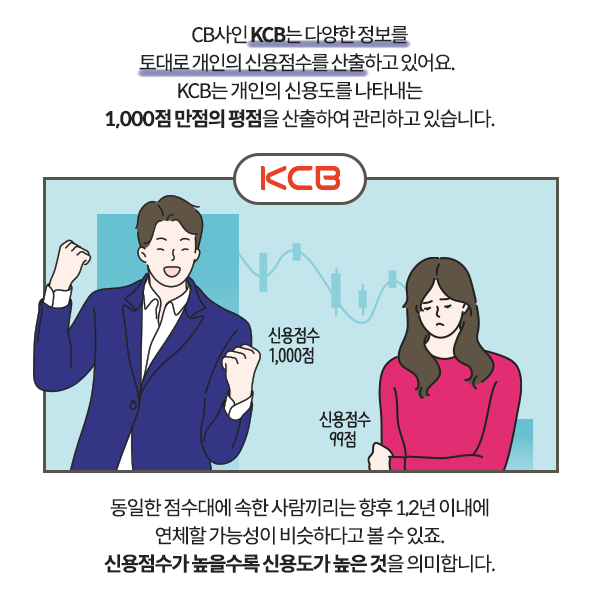 CB사인 KCB는 다양한 정보를
토대로 개인의 신용점수를 산출하고 있어요.
KCB는 개인의 신용도를 나타내는
1,000점 만점의 평점을 산출하여 관리하고 있습니다.
KCB
신용점수
1,000점
신용점수
99점
동일한 점수대에 속한 사람끼리는 향후 1,2년 이내에
연체할 가능성이 비슷하다고 볼 수 있죠.
신용점수가 높을수록 신용도가 높은 것을 의미합니다.